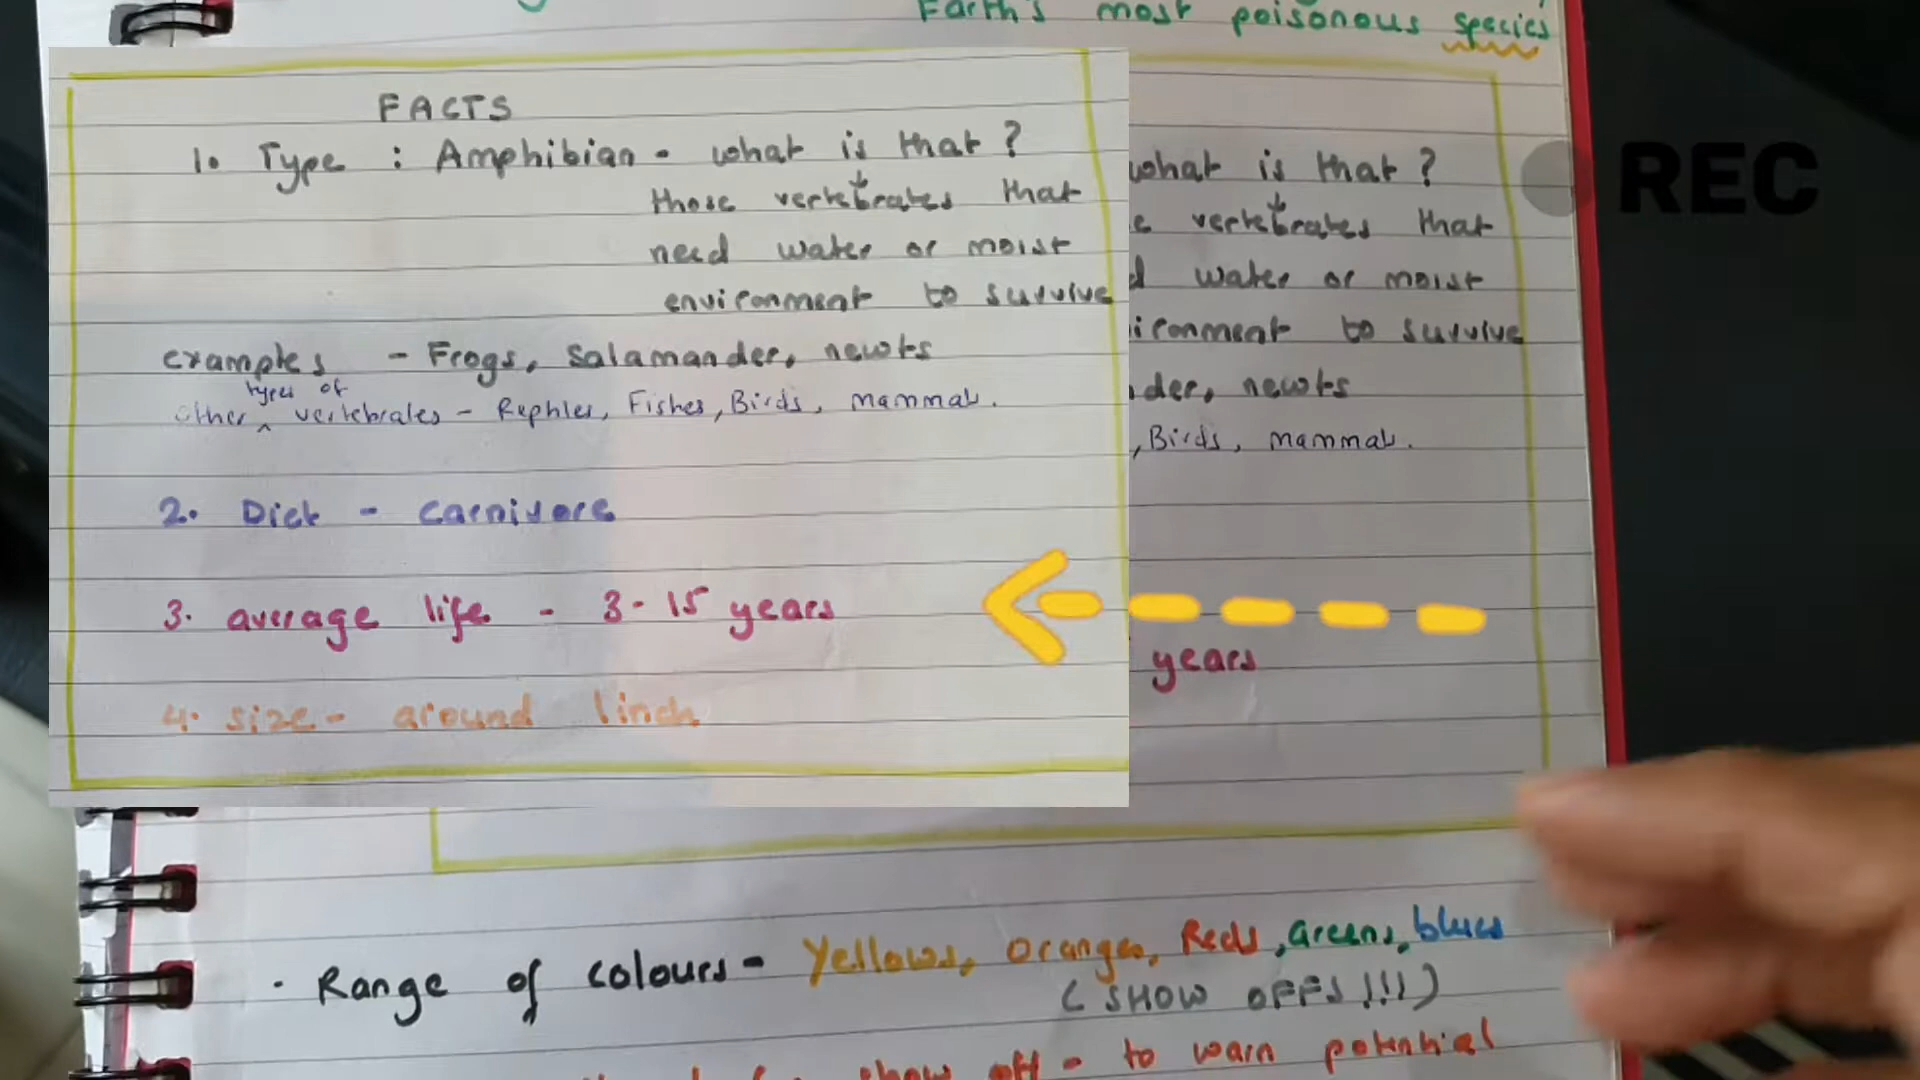 Earth's most poisonous species
FACTS
1. Type : Amphibian - what is that ?
those vertebrates that
need water or moist
environment to survive
examples - Frogs, Salamander, newts
types of
other ^ vertebrates - Reptiles, Fishes, Birds, mammals.
2. Diet - carnivore
3. average life - 3-15 years
4. size - around 1inch
what is that ?
vertebrates that
water or moist
to survive
newts
, Birds, mammals.
years
REC
· Range of colours - Yellows, Oranges, Reds, Greens, blues
( SHOW OFFS !!! )
show off - to warn potential